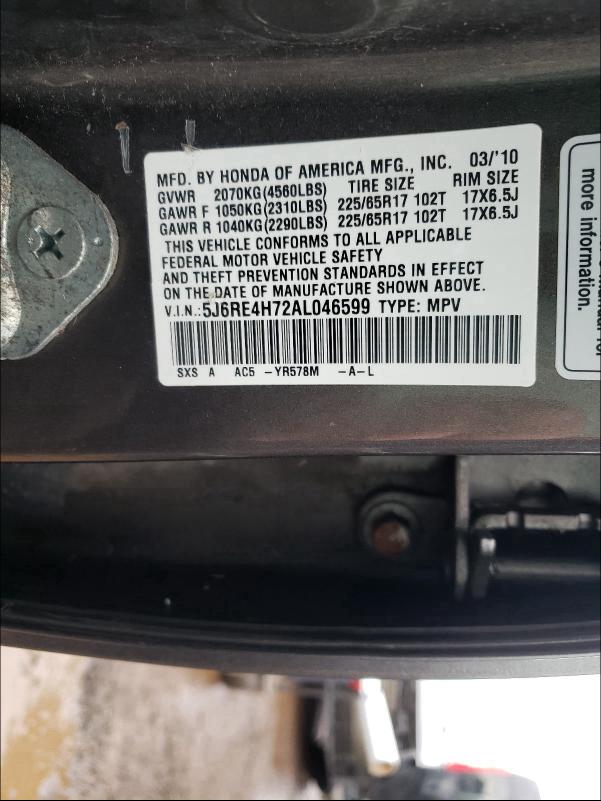 MFD. BY HONDA OF AMERICA MFG., INC. 03/'10
GVWR 2070KG(4560LBS) TIRE SIZE RIM SIZE
GAWR F 1050KG(2310LBS) 225/65R17 102T 17X6.5J
GAWR R 1040KG(2290LBS) 225/65R17 102T 17X6.5J
THIS VEHICLE CONFORMS TO ALL APPLICABLE
FEDERAL MOTOR VEHICLE SAFETY
AND THEFT PREVENTION STANDARDS IN EFFECT
ON THE DATE OF MANUFACTURE SHOWN ABOVE.
V.I.N.:5J6RE4H72AL046599 TYPE: MPV
SXS A AC5 -YR578M -A-L
more information.